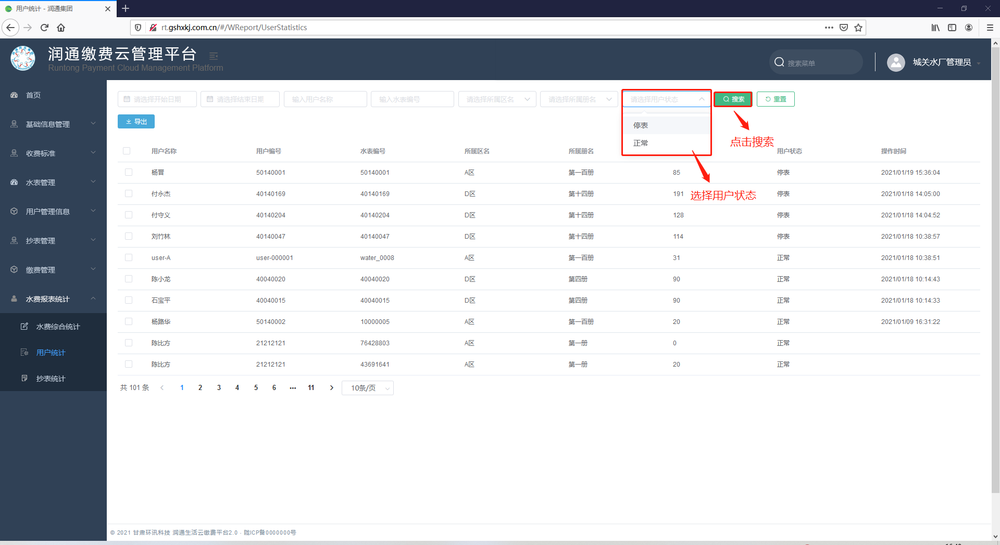 用户统计 - 润通集团
rt.gshxkj.com.cn/#/WReport/UserStatistics
润通缴费云管理平台
Runtong Payment Cloud Management Platform
搜索菜单
城关水厂管理员
首页
基础信息管理
收费标准
水表管理
用户管理信息
抄表管理
缴费管理
水费报表统计
水费综合统计
用户统计
抄表统计
请选择开始日期 请选择结束日期 输入用户名称 输入水表编号 请选择所属区名 请选择所属册名 请选择用户状态 搜索 重置
导出
停表
正常
点击搜索
选择用户状态
用户名称 用户编号 水表编号 所属区名 所属册名 用户状态 操作时间
杨晋 50140001 50140001 A区 第一百册 85 停表 2021/01/19 15:36:04
付永杰 40140169 40140169 D区 第十四册 191 停表 2021/01/18 14:05:00
付守义 40140204 40140204 D区 第十四册 128 停表 2021/01/18 14:04:52
刘竹林 40140047 40140047 D区 第十四册 114 停表 2021/01/18 10:38:57
user-A user-000001 water_0008 A区 第一百册 31 正常 2021/01/18 10:38:51
陈小龙 40040020 40040020 D区 第四册 90 正常 2021/01/18 10:14:43
石宝平 40040015 40040015 D区 第四册 90 正常 2021/01/18 10:14:33
杨路华 50140002 10000005 A区 第一百册 20 正常 2021/01/09 16:31:22
陈比方 21212121 76428803 A区 第一册 0 正常
陈比方 21212121 43691641 A区 第一册 20 正常
共 101 条 1 2 3 4 5 6 ··· 11 10条/页
© 2021 甘肃环讯科技 润通生活云缴费平台2.0 · 陇ICP备0000000号